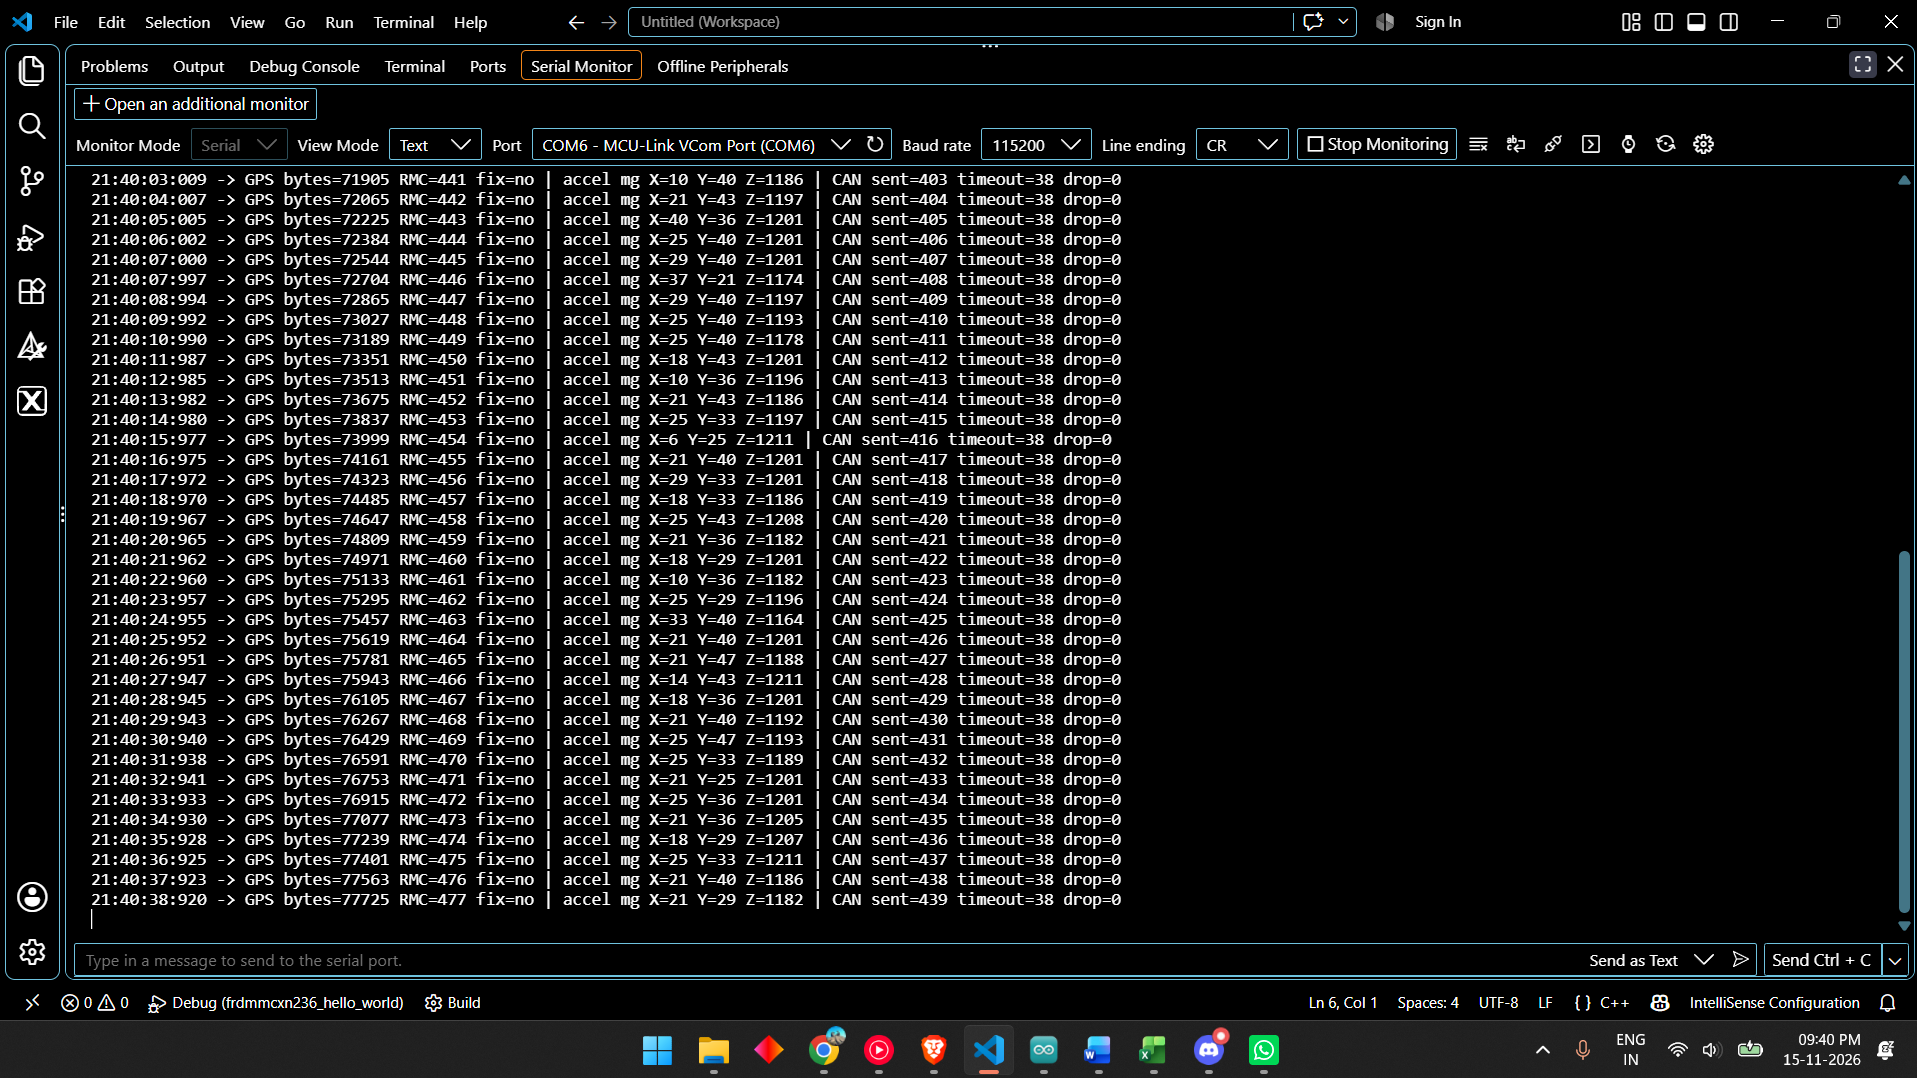 File Edit Selection View Go Run Terminal Help Untitled (Workspace) Sign In
Problems Output Debug Console Terminal Ports Serial Monitor Offline Peripherals
Open an additional monitor
Monitor Mode Serial View Mode Text Port COM6 - MCU-Link VCom Port (COM6) Baud rate 115200 Line ending CR Stop Monitoring
21:40:03:009 -> GPS bytes=71905 RMC=441 fix=no | accel mg X=10 Y=40 Z=1186 | CAN sent=403 timeout=38 drop=0
21:40:04:007 -> GPS bytes=72065 RMC=442 fix=no | accel mg X=21 Y=43 Z=1197 | CAN sent=404 timeout=38 drop=0
21:40:05:005 -> GPS bytes=72225 RMC=443 fix=no | accel mg X=40 Y=36 Z=1201 | CAN sent=405 timeout=38 drop=0
21:40:06:002 -> GPS bytes=72384 RMC=444 fix=no | accel mg X=25 Y=40 Z=1201 | CAN sent=406 timeout=38 drop=0
21:40:07:000 -> GPS bytes=72544 RMC=445 fix=no | accel mg X=29 Y=40 Z=1201 | CAN sent=407 timeout=38 drop=0
21:40:07:997 -> GPS bytes=72704 RMC=446 fix=no | accel mg X=37 Y=21 Z=1174 | CAN sent=408 timeout=38 drop=0
21:40:08:994 -> GPS bytes=72865 RMC=447 fix=no | accel mg X=29 Y=40 Z=1197 | CAN sent=409 timeout=38 drop=0
21:40:09:992 -> GPS bytes=73027 RMC=448 fix=no | accel mg X=25 Y=40 Z=1193 | CAN sent=410 timeout=38 drop=0
21:40:10:990 -> GPS bytes=73189 RMC=449 fix=no | accel mg X=25 Y=40 Z=1178 | CAN sent=411 timeout=38 drop=0
21:40:11:987 -> GPS bytes=73351 RMC=450 fix=no | accel mg X=18 Y=43 Z=1201 | CAN sent=412 timeout=38 drop=0
21:40:12:985 -> GPS bytes=73513 RMC=451 fix=no | accel mg X=10 Y=36 Z=1196 | CAN sent=413 timeout=38 drop=0
21:40:13:982 -> GPS bytes=73675 RMC=452 fix=no | accel mg X=21 Y=43 Z=1186 | CAN sent=414 timeout=38 drop=0
21:40:14:980 -> GPS bytes=73837 RMC=453 fix=no | accel mg X=25 Y=33 Z=1197 | CAN sent=415 timeout=38 drop=0
21:40:15:977 -> GPS bytes=73999 RMC=454 fix=no | accel mg X=6 Y=25 Z=1211 | CAN sent=416 timeout=38 drop=0
21:40:16:975 -> GPS bytes=74161 RMC=455 fix=no | accel mg X=21 Y=40 Z=1201 | CAN sent=417 timeout=38 drop=0
21:40:17:972 -> GPS bytes=74323 RMC=456 fix=no | accel mg X=29 Y=33 Z=1201 | CAN sent=418 timeout=38 drop=0
21:40:18:970 -> GPS bytes=74485 RMC=457 fix=no | accel mg X=18 Y=33 Z=1186 | CAN sent=419 timeout=38 drop=0
21:40:19:967 -> GPS bytes=74647 RMC=458 fix=no | accel mg X=25 Y=43 Z=1208 | CAN sent=420 timeout=38 drop=0
21:40:20:965 -> GPS bytes=74809 RMC=459 fix=no | accel mg X=21 Y=36 Z=1182 | CAN sent=421 timeout=38 drop=0
21:40:21:962 -> GPS bytes=74971 RMC=460 fix=no | accel mg X=18 Y=29 Z=1201 | CAN sent=422 timeout=38 drop=0
21:40:22:960 -> GPS bytes=75133 RMC=461 fix=no | accel mg X=10 Y=36 Z=1182 | CAN sent=423 timeout=38 drop=0
21:40:23:957 -> GPS bytes=75295 RMC=462 fix=no | accel mg X=25 Y=29 Z=1196 | CAN sent=424 timeout=38 drop=0
21:40:24:955 -> GPS bytes=75457 RMC=463 fix=no | accel mg X=33 Y=40 Z=1164 | CAN sent=425 timeout=38 drop=0
21:40:25:952 -> GPS bytes=75619 RMC=464 fix=no | accel mg X=21 Y=40 Z=1201 | CAN sent=426 timeout=38 drop=0
21:40:26:951 -> GPS bytes=75781 RMC=465 fix=no | accel mg X=21 Y=47 Z=1188 | CAN sent=427 timeout=38 drop=0
21:40:27:947 -> GPS bytes=75943 RMC=466 fix=no | accel mg X=14 Y=43 Z=1211 | CAN sent=428 timeout=38 drop=0
21:40:28:945 -> GPS bytes=76105 RMC=467 fix=no | accel mg X=18 Y=36 Z=1201 | CAN sent=429 timeout=38 drop=0
21:40:29:943 -> GPS bytes=76267 RMC=468 fix=no | accel mg X=21 Y=40 Z=1192 | CAN sent=430 timeout=38 drop=0
21:40:30:940 -> GPS bytes=76429 RMC=469 fix=no | accel mg X=25 Y=47 Z=1193 | CAN sent=431 timeout=38 drop=0
21:40:31:938 -> GPS bytes=76591 RMC=470 fix=no | accel mg X=25 Y=33 Z=1189 | CAN sent=432 timeout=38 drop=0
21:40:32:941 -> GPS bytes=76753 RMC=471 fix=no | accel mg X=21 Y=25 Z=1201 | CAN sent=433 timeout=38 drop=0
21:40:33:933 -> GPS bytes=76915 RMC=472 fix=no | accel mg X=25 Y=36 Z=1201 | CAN sent=434 timeout=38 drop=0
21:40:34:930 -> GPS bytes=77077 RMC=473 fix=no | accel mg X=21 Y=36 Z=1205 | CAN sent=435 timeout=38 drop=0
21:40:35:928 -> GPS bytes=77239 RMC=474 fix=no | accel mg X=18 Y=29 Z=1207 | CAN sent=436 timeout=38 drop=0
21:40:36:925 -> GPS bytes=77401 RMC=475 fix=no | accel mg X=25 Y=33 Z=1211 | CAN sent=437 timeout=38 drop=0
21:40:37:923 -> GPS bytes=77563 RMC=476 fix=no | accel mg X=21 Y=40 Z=1186 | CAN sent=438 timeout=38 drop=0
21:40:38:920 -> GPS bytes=77725 RMC=477 fix=no | accel mg X=21 Y=29 Z=1182 | CAN sent=439 timeout=38 drop=0
Type in a message to send to the serial port. Send as Text Send Ctrl + C
0 0 Debug (frdmmcxn236_hello_world) Build Ln 6, Col 1 Spaces: 4 UTF-8 LF {} C++ IntelliSense Configuration
ENG 09:40 PM
IN 15-11-2026